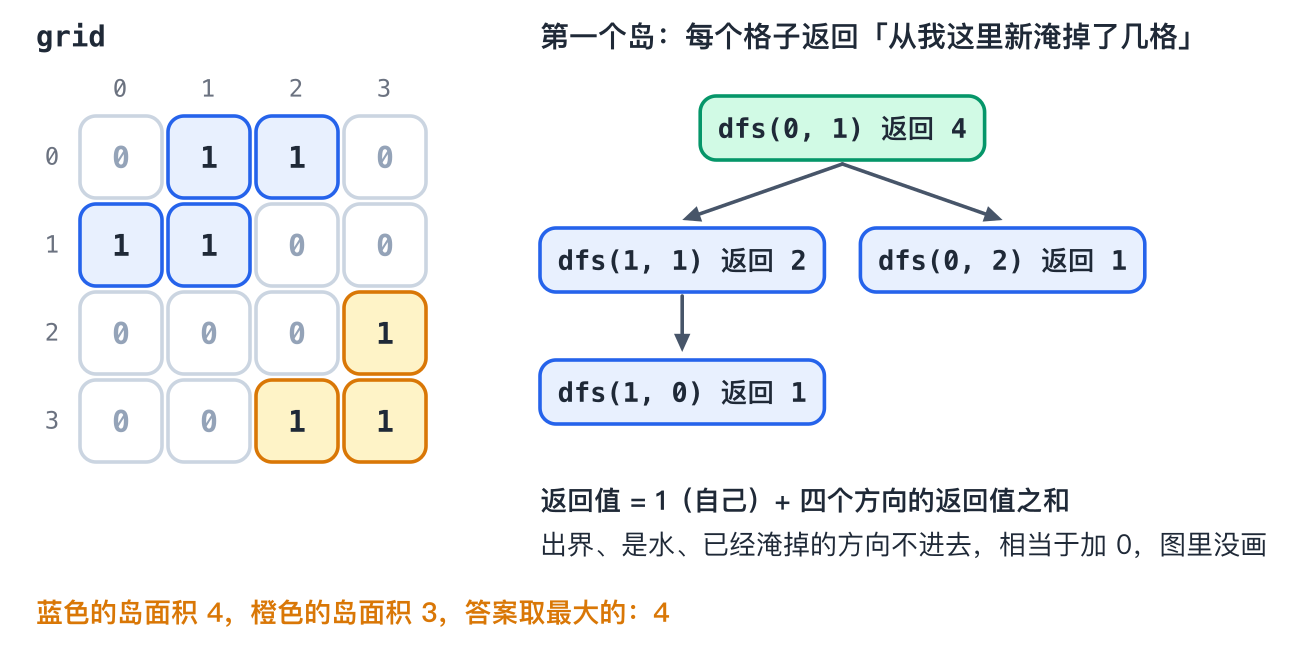 grid
0 1 2 3
0 0 1 1 0
1 1 1 0 0
2 0 0 0 1
3 0 0 1 1
第一个岛：每个格子返回「从我这里新淹掉了几格」
dfs(0, 1) 返回 4
dfs(1, 1) 返回 2
dfs(0, 2) 返回 1
dfs(1, 0) 返回 1
返回值 = 1（自己）+ 四个方向的返回值之和
出界、是水、已经淹掉的方向不进去，相当于加 0，图里没画
蓝色的岛面积 4，橙色的岛面积 3，答案取最大的：4